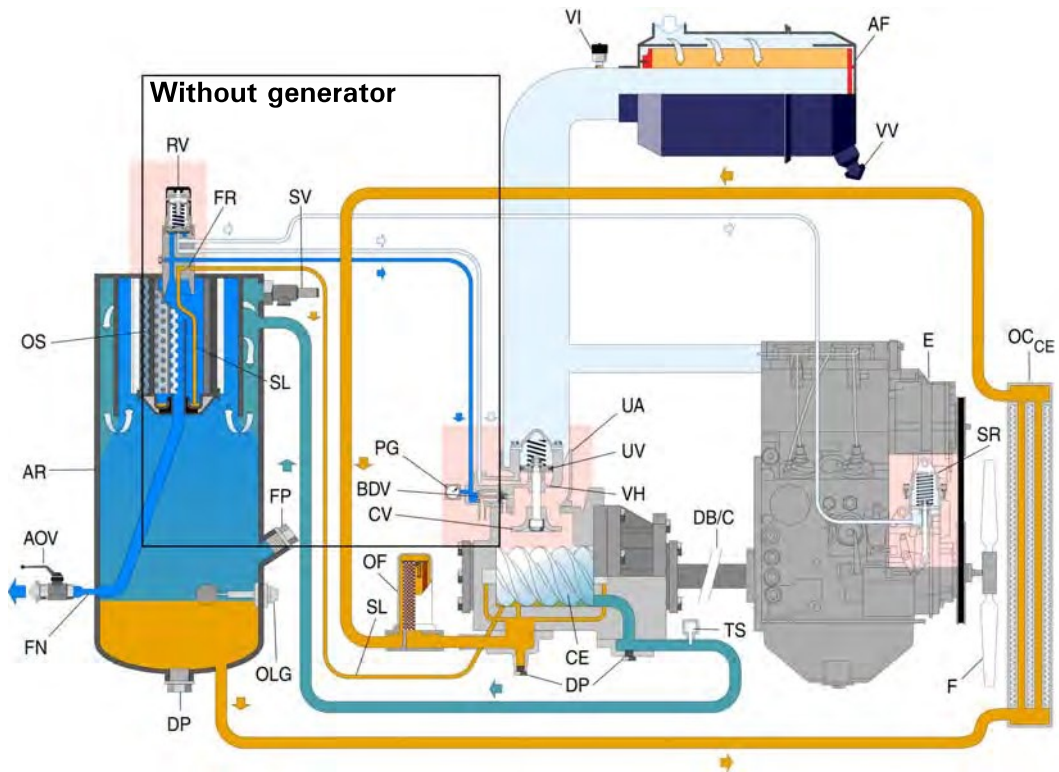 VI
AF
Without generator
VV
RV
FR
SV
OS
OC CE
E
SL
UA
SR
PG
UV
AR
BDV
VH
FP
CV
DB/C
AOV
OF
SL
TS
FN
OLG
CE
F
DP
DP